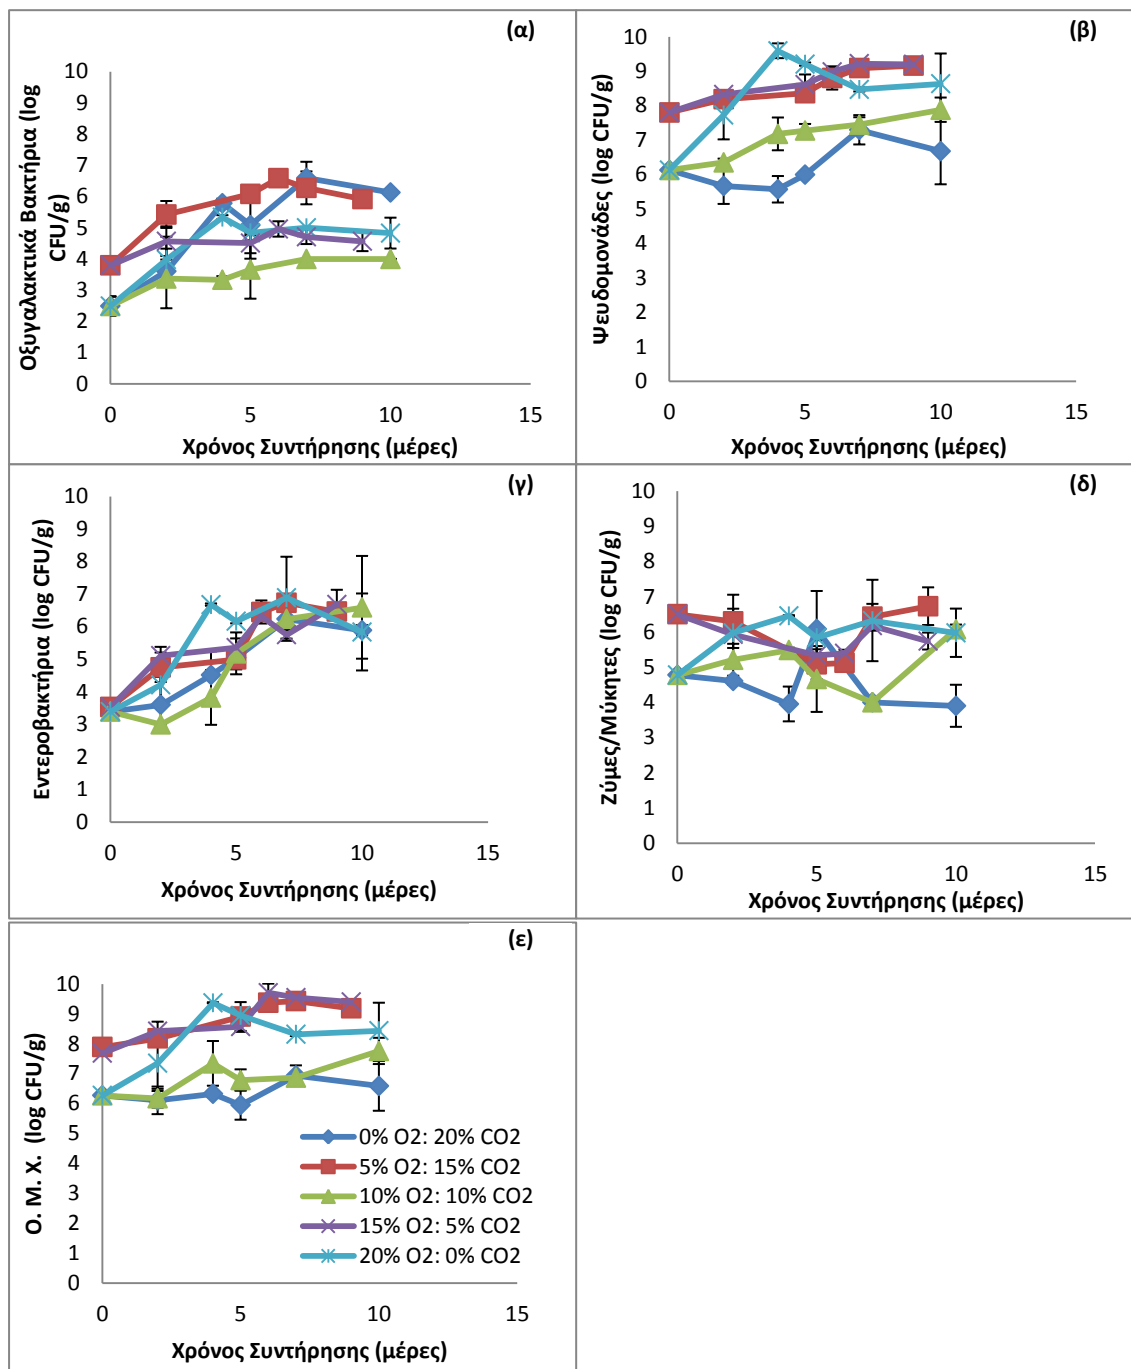 (α)
Οξυγαλακτικά Βακτήρια (log
CFU/g)
10
9
8
7
6
5
4
3
2
1
0
0 5 10 15
Χρόνος Συντήρησης (μέρες)
(β)
Ψευδομονάδες (log CFU/g)
10
9
8
7
6
5
4
3
2
1
0
0 5 10 15
Χρόνος Συντήρησης (μέρες)
(γ)
Εντεροβακτήρια (log CFU/g)
10
9
8
7
6
5
4
3
2
1
0
0 5 10 15
Χρόνος Συντήρησης (μέρες)
(δ)
Ζύμες/Μύκητες (log CFU/g)
10
9
8
7
6
5
4
3
2
1
0
0 5 10 15
Χρόνος Συντήρησης (μέρες)
(ε)
Ο. Μ. Χ. (log CFU/g)
10
9
8
7
6
5
4
3
2
1
0
0% O2: 20% CO2
5% O2: 15% CO2
10% O2: 10% CO2
15% O2: 5% CO2
20% O2: 0% CO2
0 5 10 15
Χρόνος Συντήρησης (μέρες)